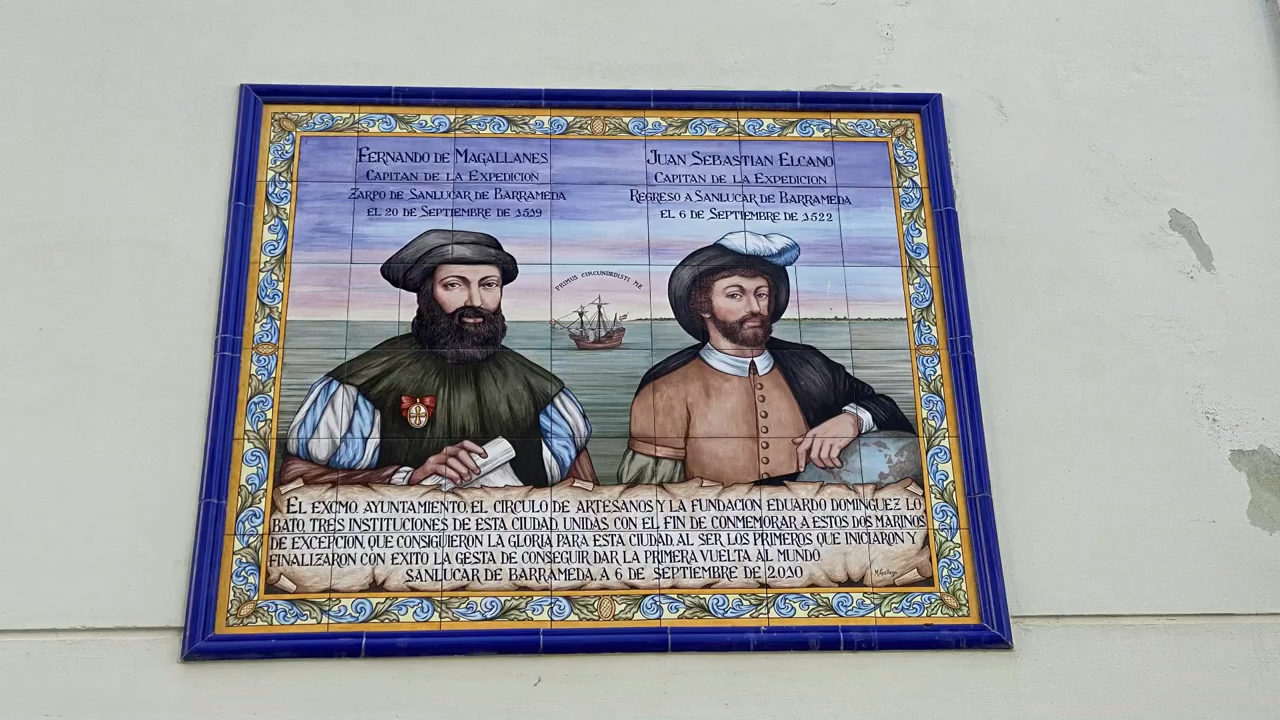 FERNANDO DE MAGALLANES
CAPITAN DE LA EXPEDICION
ZARPO DE SANLUCAR DE BARRAMEDA
EL 20 DE SEPTIEMBRE DE 1519
JUAN SEBASTIAN ELCANO
CAPITAN DE LA EXPEDICION
REGRESO A SANLUCAR DE BARRAMEDA
EL 6 DE SEPTIEMBRE DE 1522
PRIMUS CIRCUNDEDISTI ME
EL EXCMO. AYUNTAMIENTO, EL CIRCULO DE ARTESANOS Y LA FUNDACION EDUARDO DOMINGUEZ LO
BATO, TRES INSTITUCIONES DE ESTA CIUDAD, UNIDAS CON EL FIN DE CONMEMORAR A ESTOS DOS MARINOS
DE EXCEPCION, QUE CONSIGUIERON LA GLORIA PARA ESTA CIUDAD, AL SER LOS PRIMEROS QUE INICIARON Y
FINALIZARON CON EXITO LA GESTA DE CONSEGUIR DAR LA PRIMERA VUELTA AL MUNDO.
SANLUCAR DE BARRAMEDA, A 6 DE SEPTIEMBRE DE 2010
M. Gallego